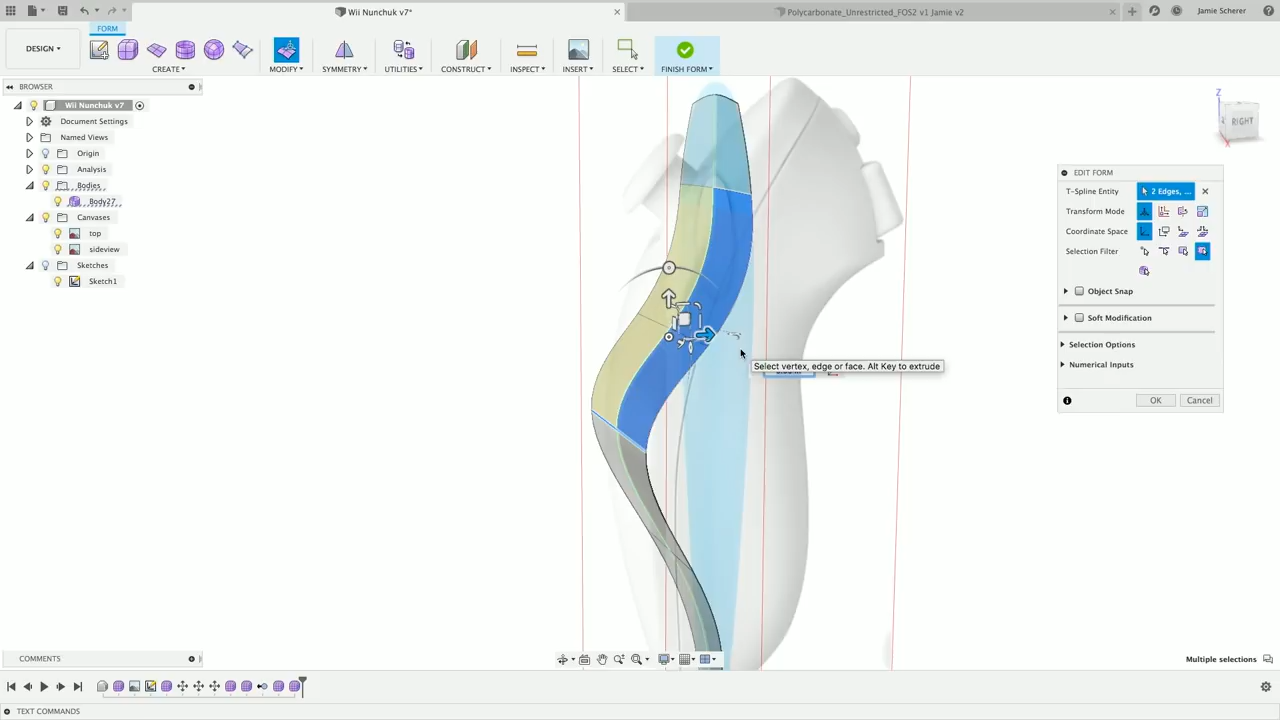 Wii Nunchuk v7*
Polycarbonate_Unrestricted_FOS2 v1 Jamie v2
Jamie Scherer
DESIGN
FORM
CREATE
MODIFY
SYMMETRY
UTILITIES
CONSTRUCT
INSPECT
INSERT
SELECT
FINISH FORM
BROWSER
Wii Nunchuk v7
Document Settings
Named Views
Origin
Analysis
Bodies
Body27
Canvases
top
sideview
Sketches
Sketch1
Z
RIGHT
X
EDIT FORM
T-Spline Entity
2 Edges, ...
Transform Mode
Coordinate Space
Selection Filter
Object Snap
Soft Modification
Selection Options
Numerical Inputs
OK
Cancel
Select vertex, edge or face. Alt Key to extrude
COMMENTS
Multiple selections
TEXT COMMANDS